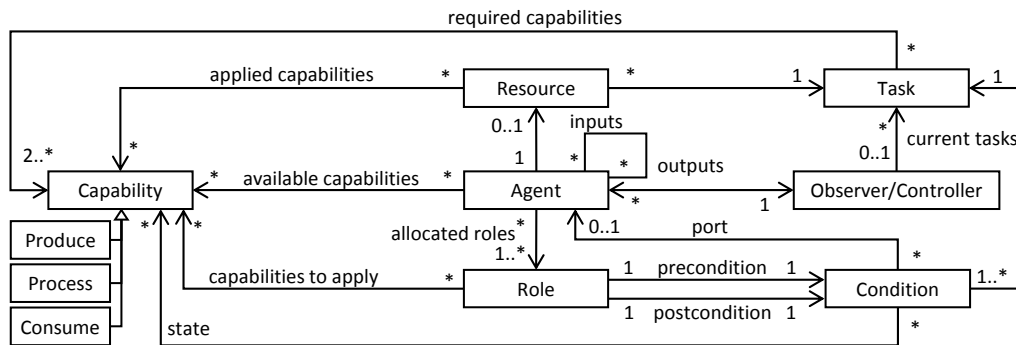 required capabilities
*
applied capabilities
*
Resource
*
1
Task
1
0..1
inputs
*
current tasks
2..*
*
1
*
*
0..1
Capability
*
available capabilities
*
Agent
outputs
*
1
Observer/Controller
*
*
Produce
allocated roles
*
0..1
port
1..*
*
Process
capabilities to apply
*
Role
1
precondition
1
Condition
1..*
Consume
1
postcondition
1
state
*